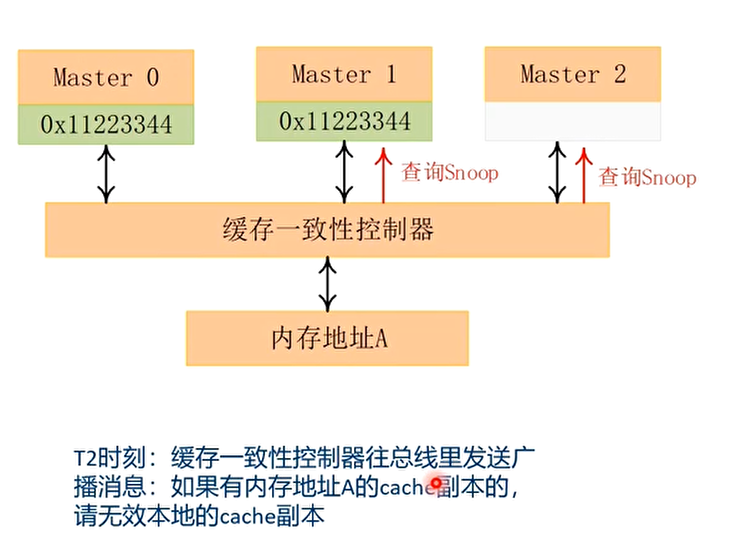 Master 0
Master 1
Master 2
0x11223344
0x11223344
查询Snoop
查询Snoop
缓存一致性控制器
内存地址A
T2时刻：缓存一致性控制器往总线里发送广
播消息：如果有内存地址A的cache副本的，
请无效本地的cache副本